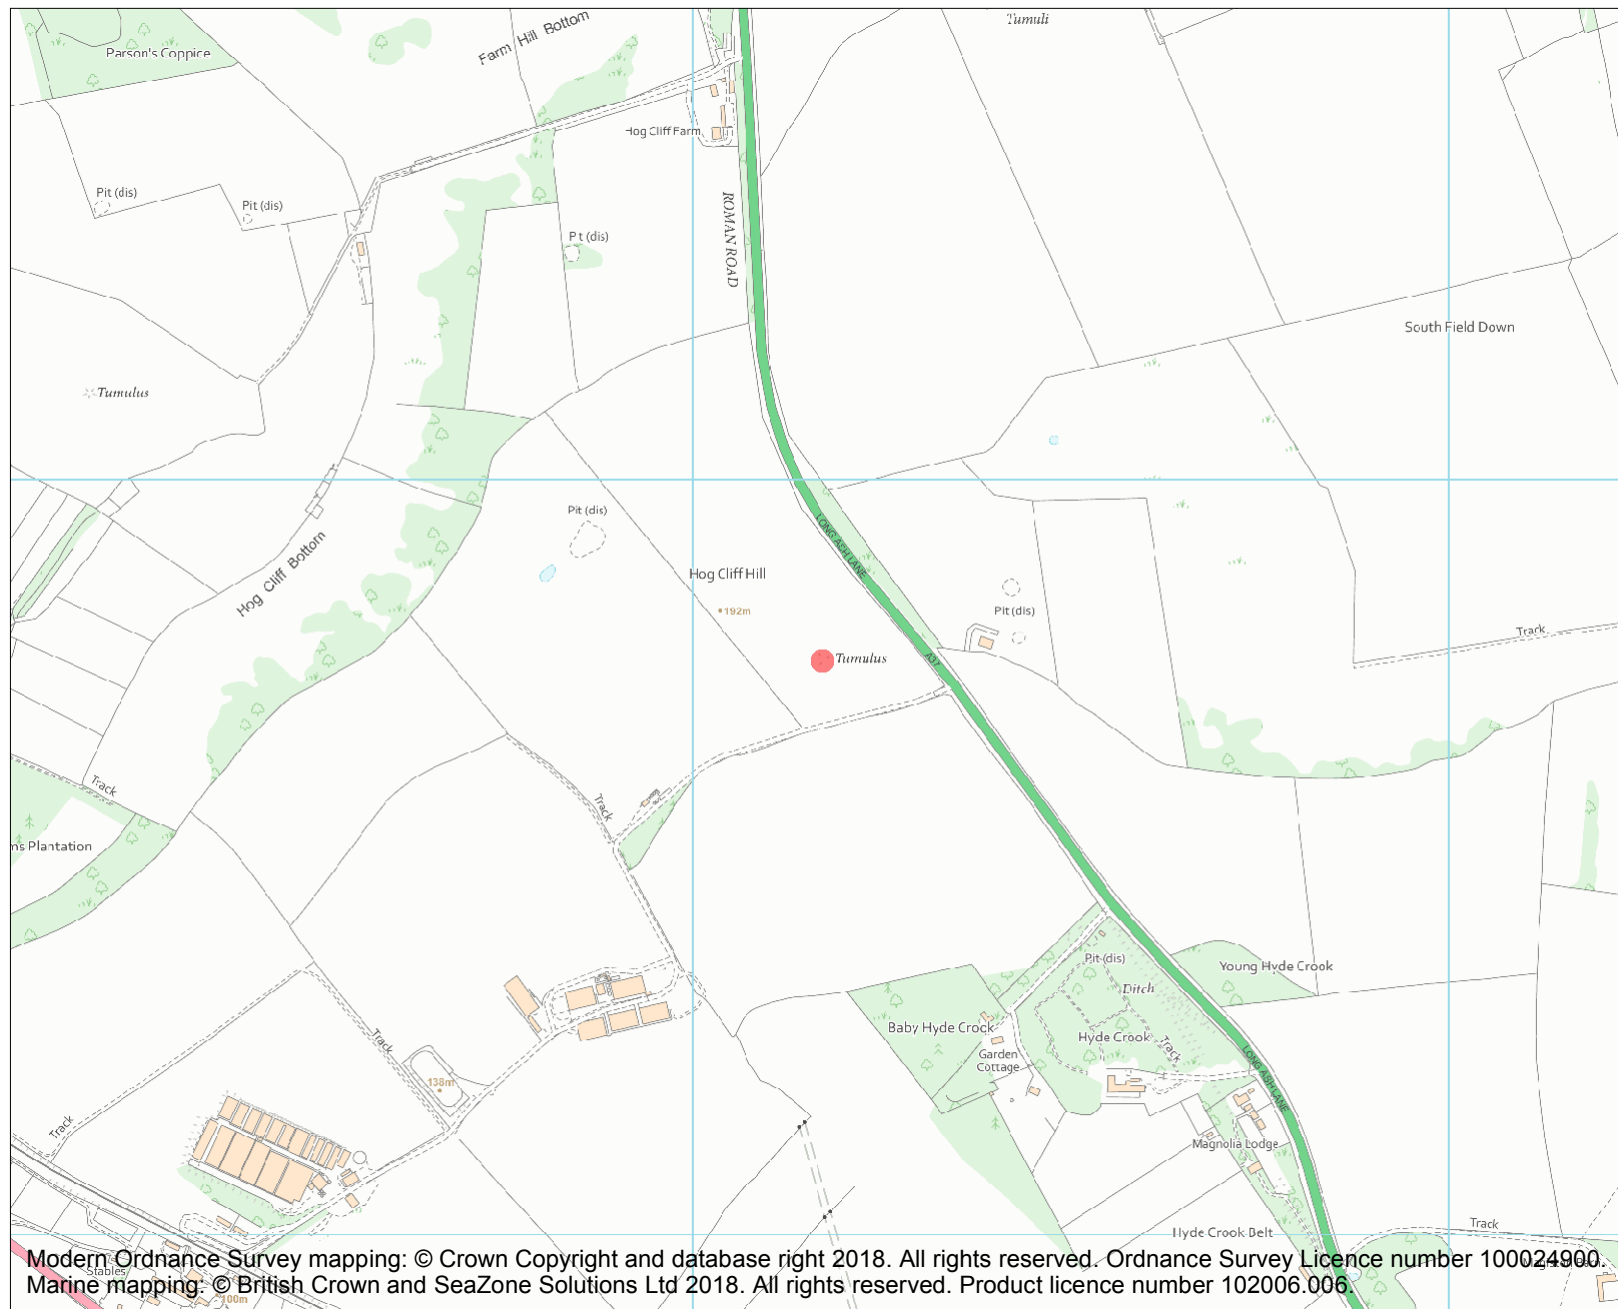 Tumuli
Farm Hill Bottom
Parson's Coppice
Hog Cliff Farm
Pit (dis)
Pit (dis)
ROMAN ROAD
Pit (dis)
South Field Down
Tumulus
Pit (dis)
LONG ASH LANE
Hog Cliff Bottom
Hog Cliff Hill
192m
Pit (dis)
Track
Tumulus
A37
Track
Track
ms Plantation
Pit (dis)
Young Hyde Crook
Ditch
Baby Hyde Crook
Hyde Crook
Track
Garden
Cottage
Track
138m
LONG ASH LANE
Track
Magnolia Lodge
Hyde Crook Belt
Track
Modern Ordnance Survey mapping: © Crown Copyright and database right 2018. All rights reserved. Ordnance Survey Licence number 100024900.
Stables
Marine mapping: © British Crown and SeaZone Solutions Ltd 2018. All rights reserved. Product licence number 102006.006.
100m